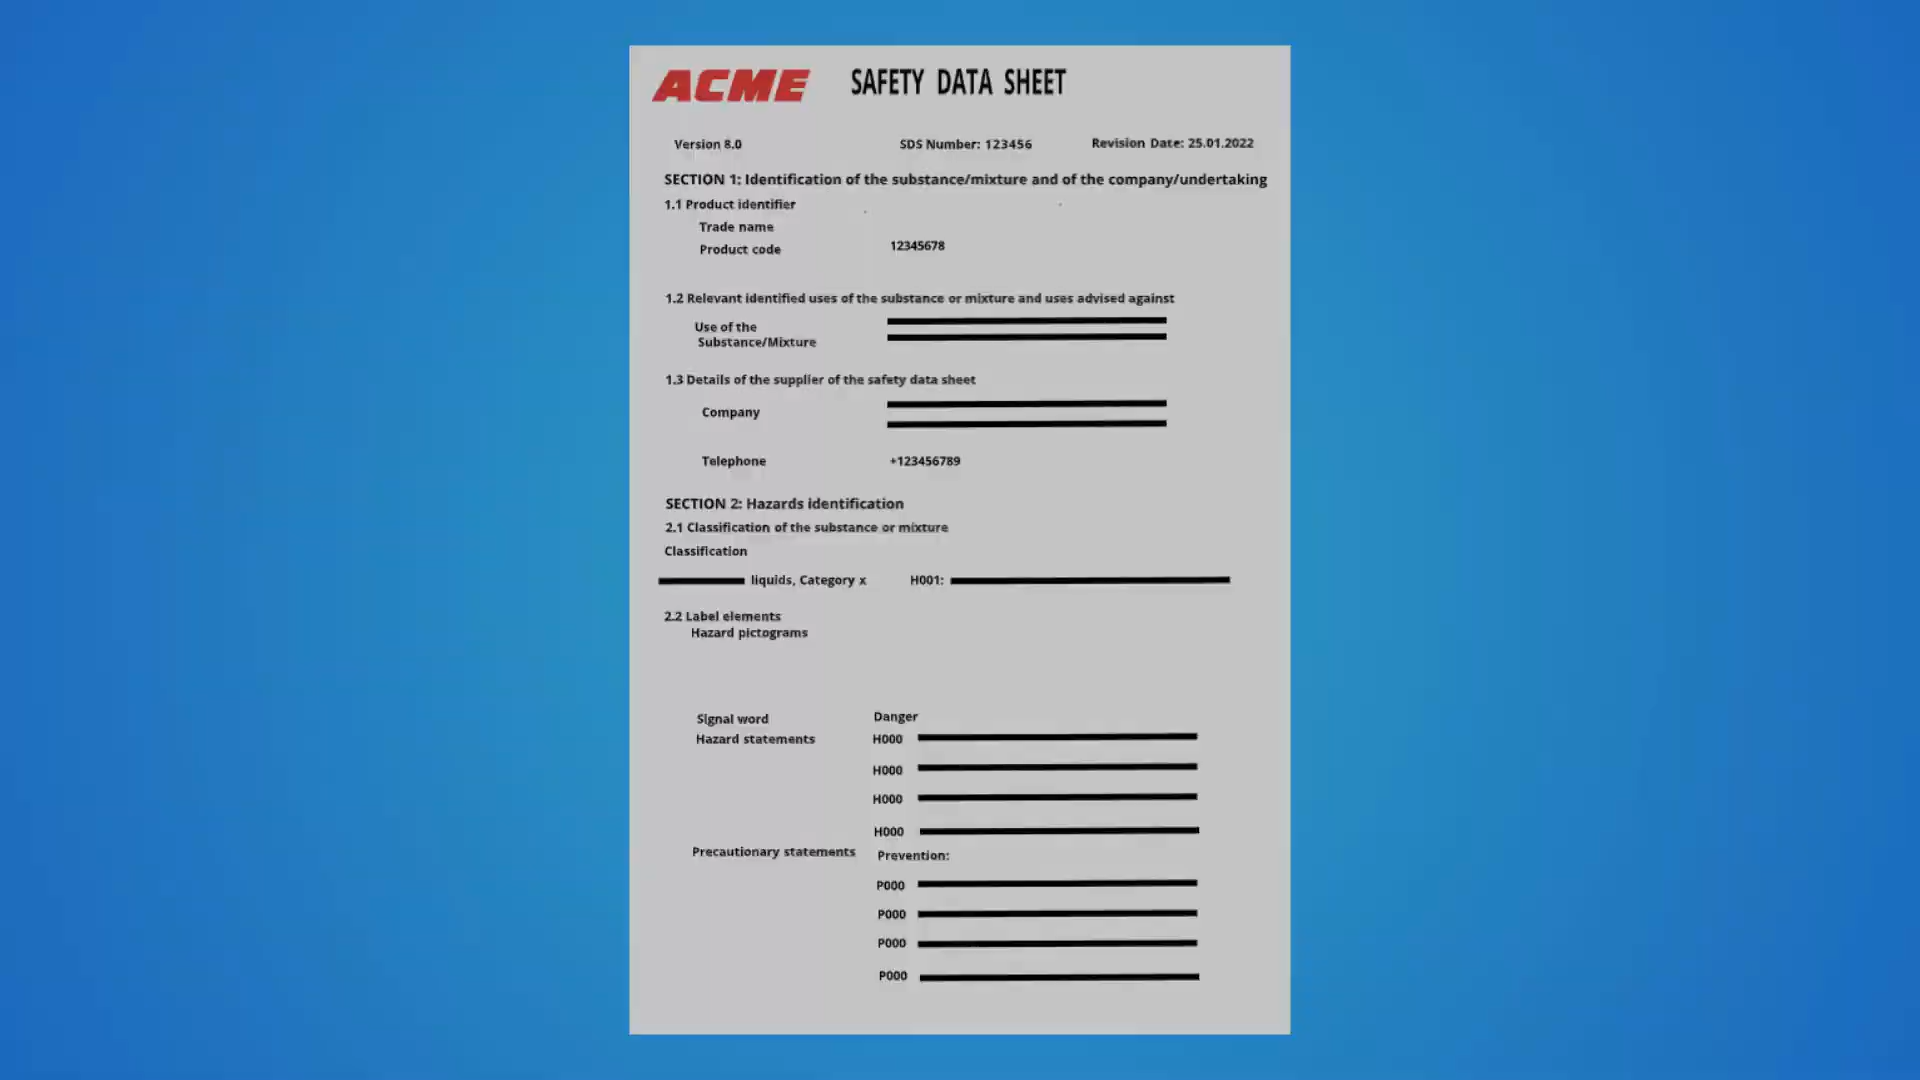 ACME SAFETY DATA SHEET
Version 8.0 SDS Number: 123456 Revision Date: 25.01.2022
SECTION 1: Identification of the substance/mixture and of the company/undertaking
1.1 Product identifier
Trade name
Product code 12345678
1.2 Relevant identified uses of the substance or mixture and uses advised against
Use of the
Substance/Mixture
1.3 Details of the supplier of the safety data sheet
Company
Telephone +123456789
SECTION 2: Hazards identification
2.1 Classification of the substance or mixture
Classification
liquids, Category x H001:
2.2 Label elements
Hazard pictograms
Signal word Danger
Hazard statements H000
H000
H000
H000
Precautionary statements Prevention:
P000
P000
P000
P000